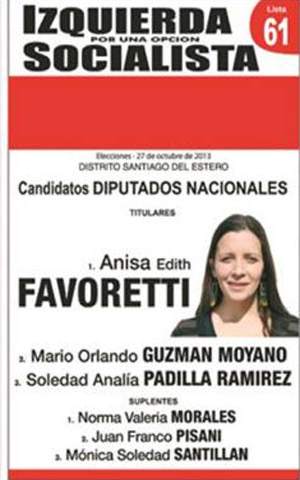 IZQUIERDA
POR UNA OPCION
SOCIALISTA
Lista
61
Elecciones - 27 de octubre de 2013
DISTRITO SANTIAGO DEL ESTERO
Candidatos DIPUTADOS NACIONALES
TITULARES
1. Anisa Edith
FAVORETTI
2. Mario Orlando GUZMAN MOYANO
3. Soledad Analía PADILLA RAMIREZ
SUPLENTES
1. Norma Valeria MORALES
2. Juan Franco PISANI
3. Mónica Soledad SANTILLAN